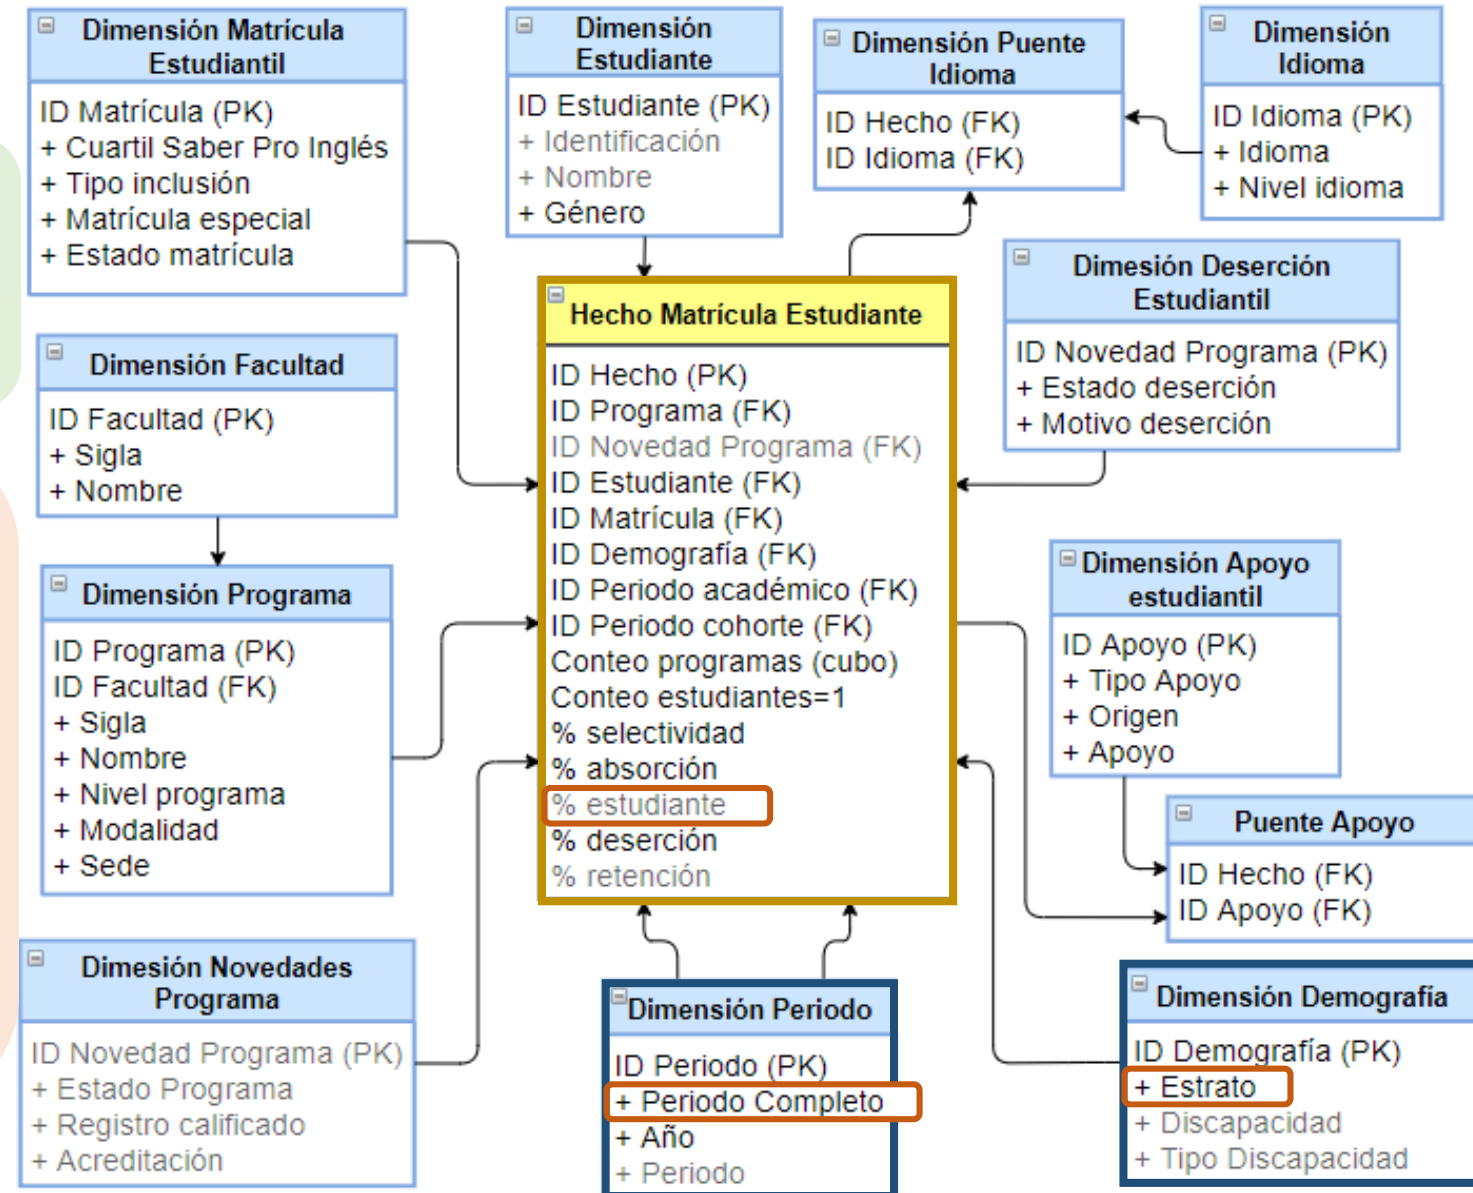 Dimensión Matrícula
Estudiantil
ID Matrícula (PK)
+ Cuartil Saber Pro Inglés
+ Tipo inclusión
+ Matrícula especial
+ Estado matrícula
Dimensión
Estudiante
ID Estudiante (PK)
+ Identificación
+ Nombre
+ Género
Dimensión Puente
Idioma
ID Hecho (FK)
ID Idioma (FK)
Dimensión
Idioma
ID Idioma (PK)
+ Idioma
+ Nivel idioma
Dimesión Deserción
Estudiantil
ID Novedad Programa (PK)
+ Estado deserción
+ Motivo deserción
Hecho Matrícula Estudiante
ID Hecho (PK)
ID Programa (FK)
ID Novedad Programa (FK)
ID Estudiante (FK)
ID Matrícula (FK)
ID Demografía (FK)
ID Periodo académico (FK)
ID Periodo cohorte (FK)
Conteo programas (cubo)
Conteo estudiantes=1
% selectividad
% absorción
% estudiante
% deserción
% retención
Dimensión Facultad
ID Facultad (PK)
+ Sigla
+ Nombre
Dimensión Programa
ID Programa (PK)
ID Facultad (FK)
+ Sigla
+ Nombre
+ Nivel programa
+ Modalidad
+ Sede
Dimensión Apoyo
estudiantil
ID Apoyo (PK)
+ Tipo Apoyo
+ Origen
+ Apoyo
Puente Apoyo
ID Hecho (FK)
ID Apoyo (FK)
Dimesión Novedades
Programa
ID Novedad Programa (PK)
+ Estado Programa
+ Registro calificado
+ Acreditación
Dimensión Periodo
ID Periodo (PK)
+ Periodo Completo
+ Año
+ Periodo
Dimensión Demografía
ID Demografía (PK)
+ Estrato
+ Discapacidad
+ Tipo Discapacidad